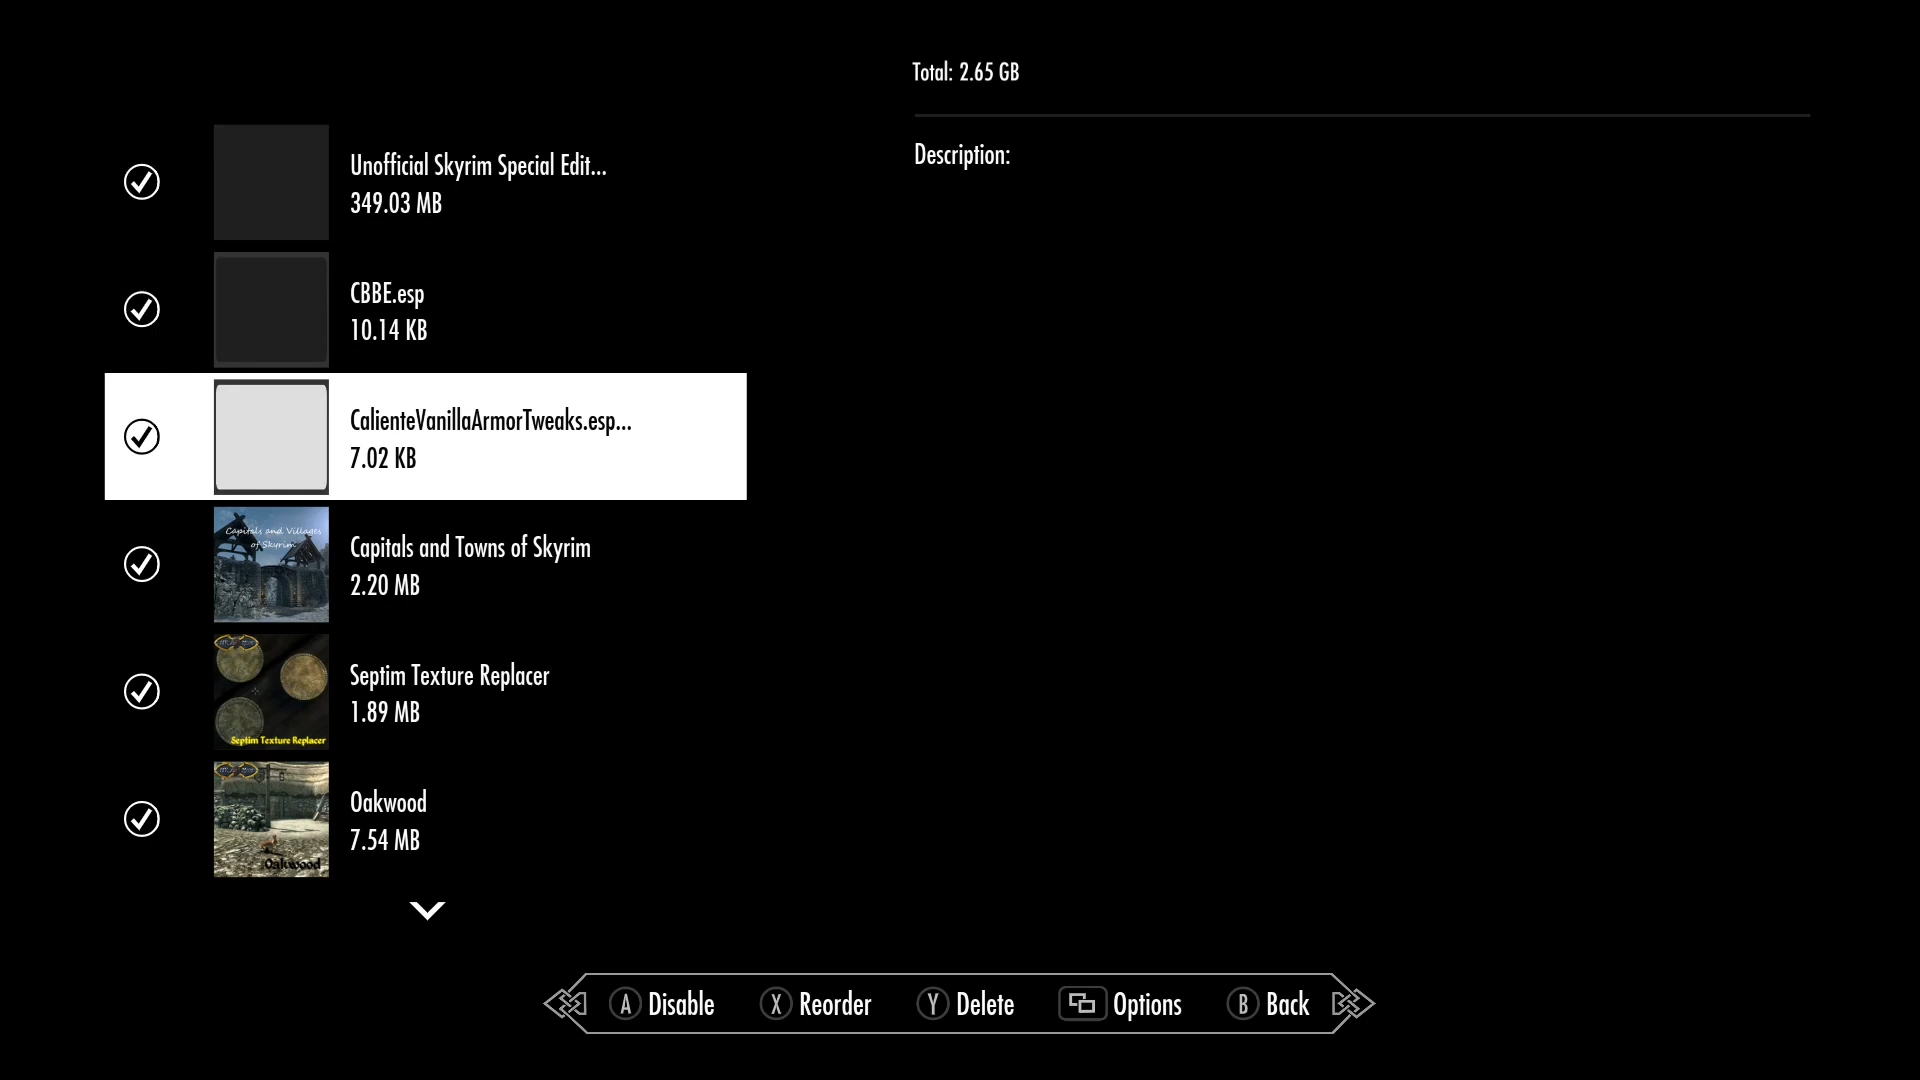 Total: 2.65 GB
Description:
Unofficial Skyrim Special Edit...
349.03 MB
CBBE.esp
10.14 KB
CalienteVanillaArmorTweaks.esp...
7.02 KB
Capitals and Villages
of Skyrim
Capitals and Towns of Skyrim
2.20 MB
Septim Texture Replacer
Septim Texture Replacer
1.89 MB
Oakwood
Oakwood
7.54 MB
A Disable
X Reorder
Y Delete
Options
B Back